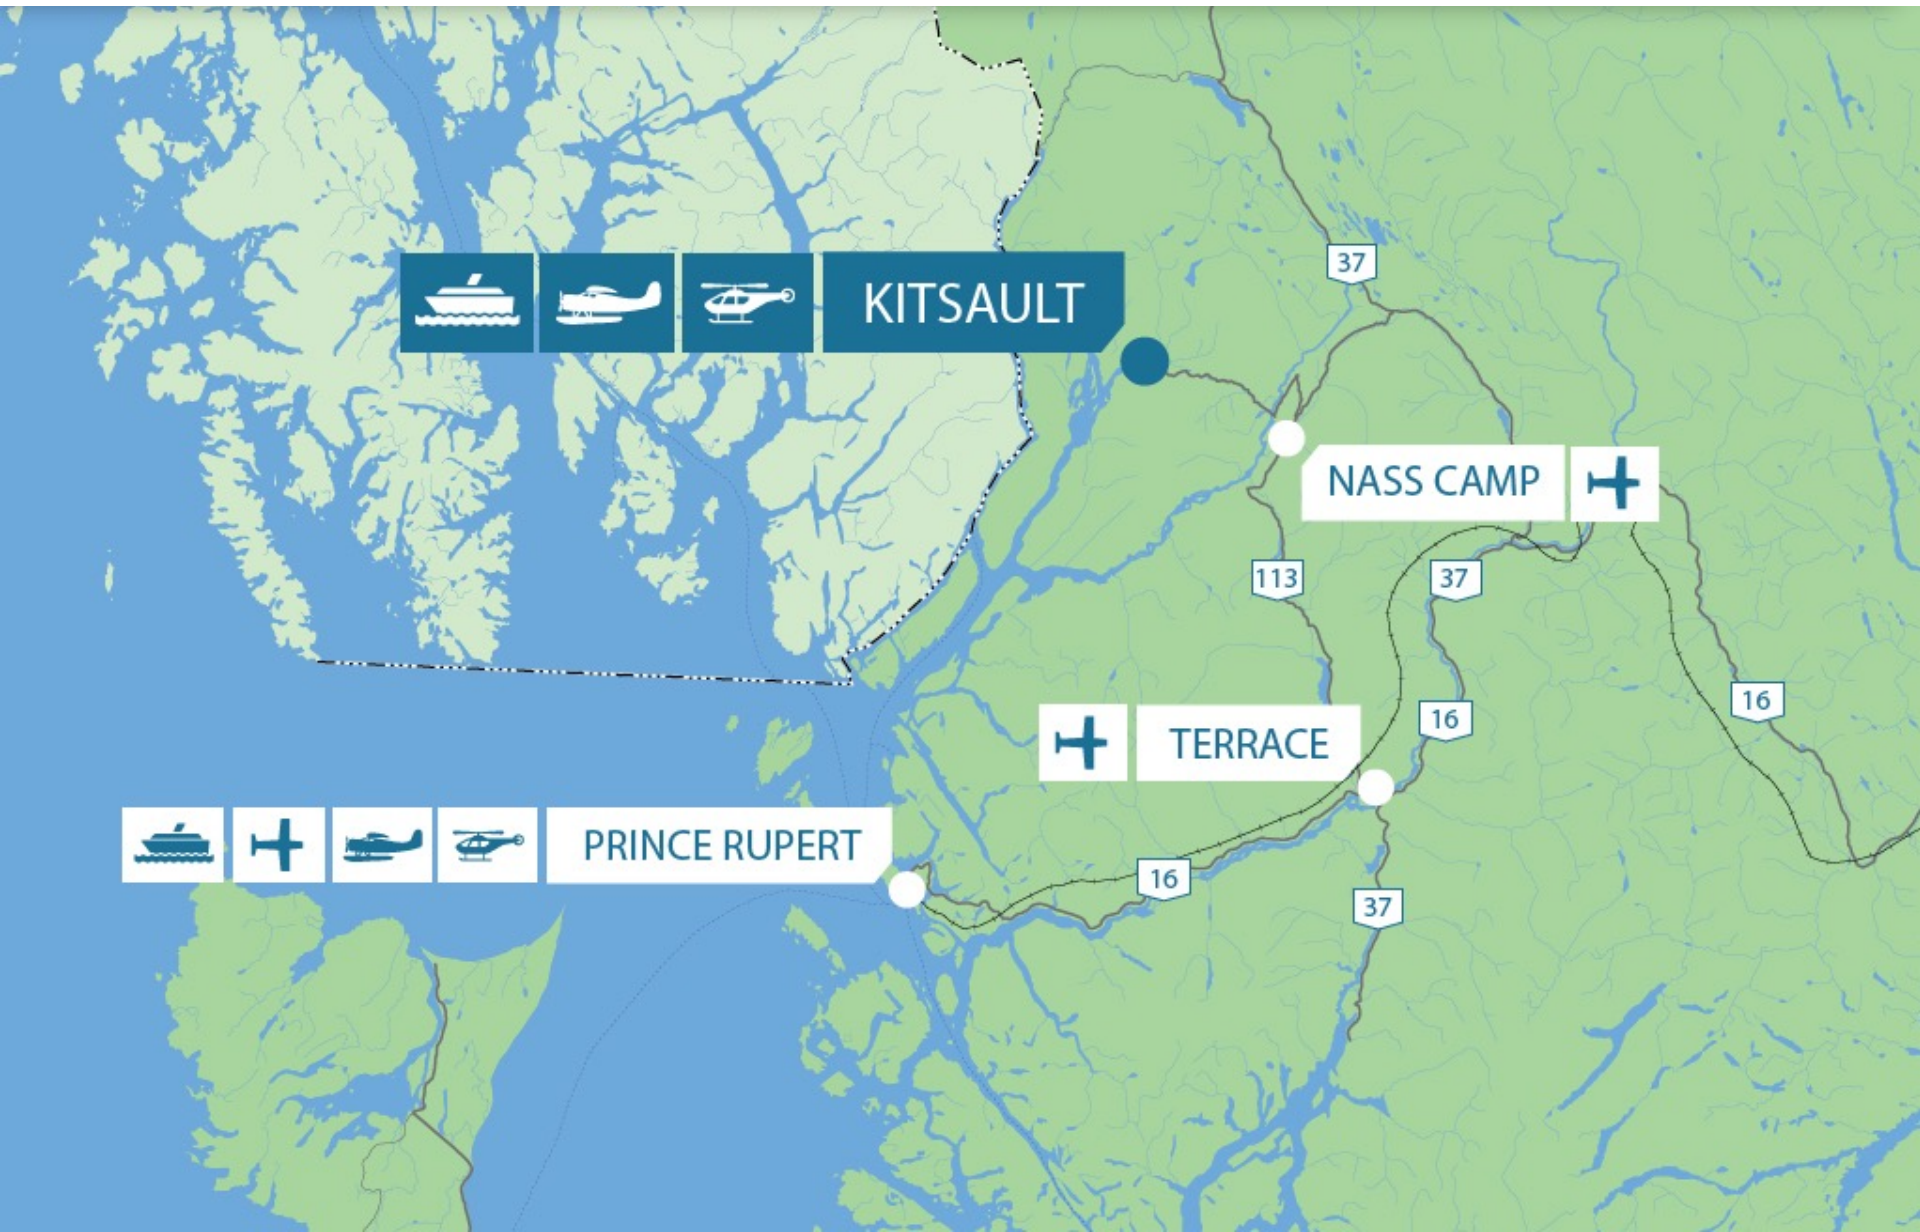 37
KITSAULT
NASS CAMP
113
37
16
16
TERRACE
PRINCE RUPERT
16
37